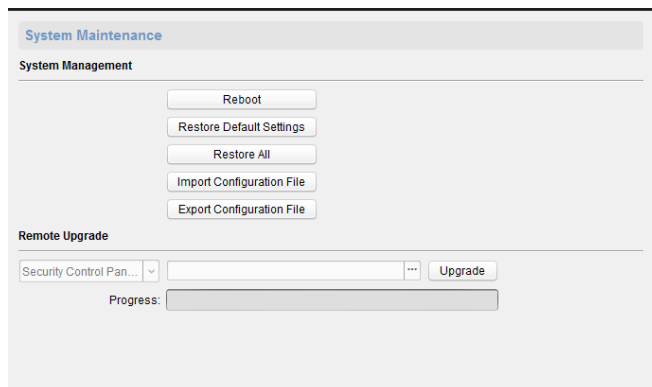 System Maintenance
System Management
Reboot
Restore Default Settings
Restore All
Import Configuration File
Export Configuration File
Remote Upgrade
Security Control Pan... ... Upgrade
Progress: